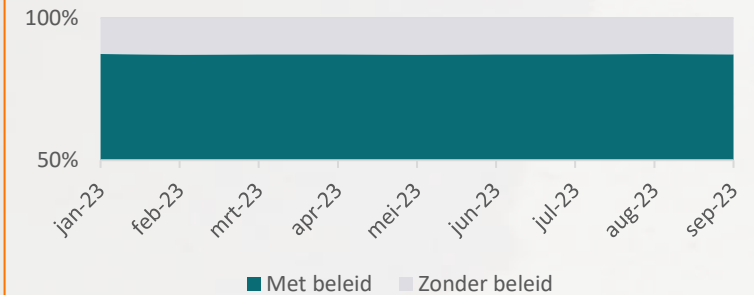 100%
50%
jan-23
feb-23
mrt-23
apr-23
mei-23
jun-23
jul-23
aug-23
sep-23
Met beleid
Zonder beleid